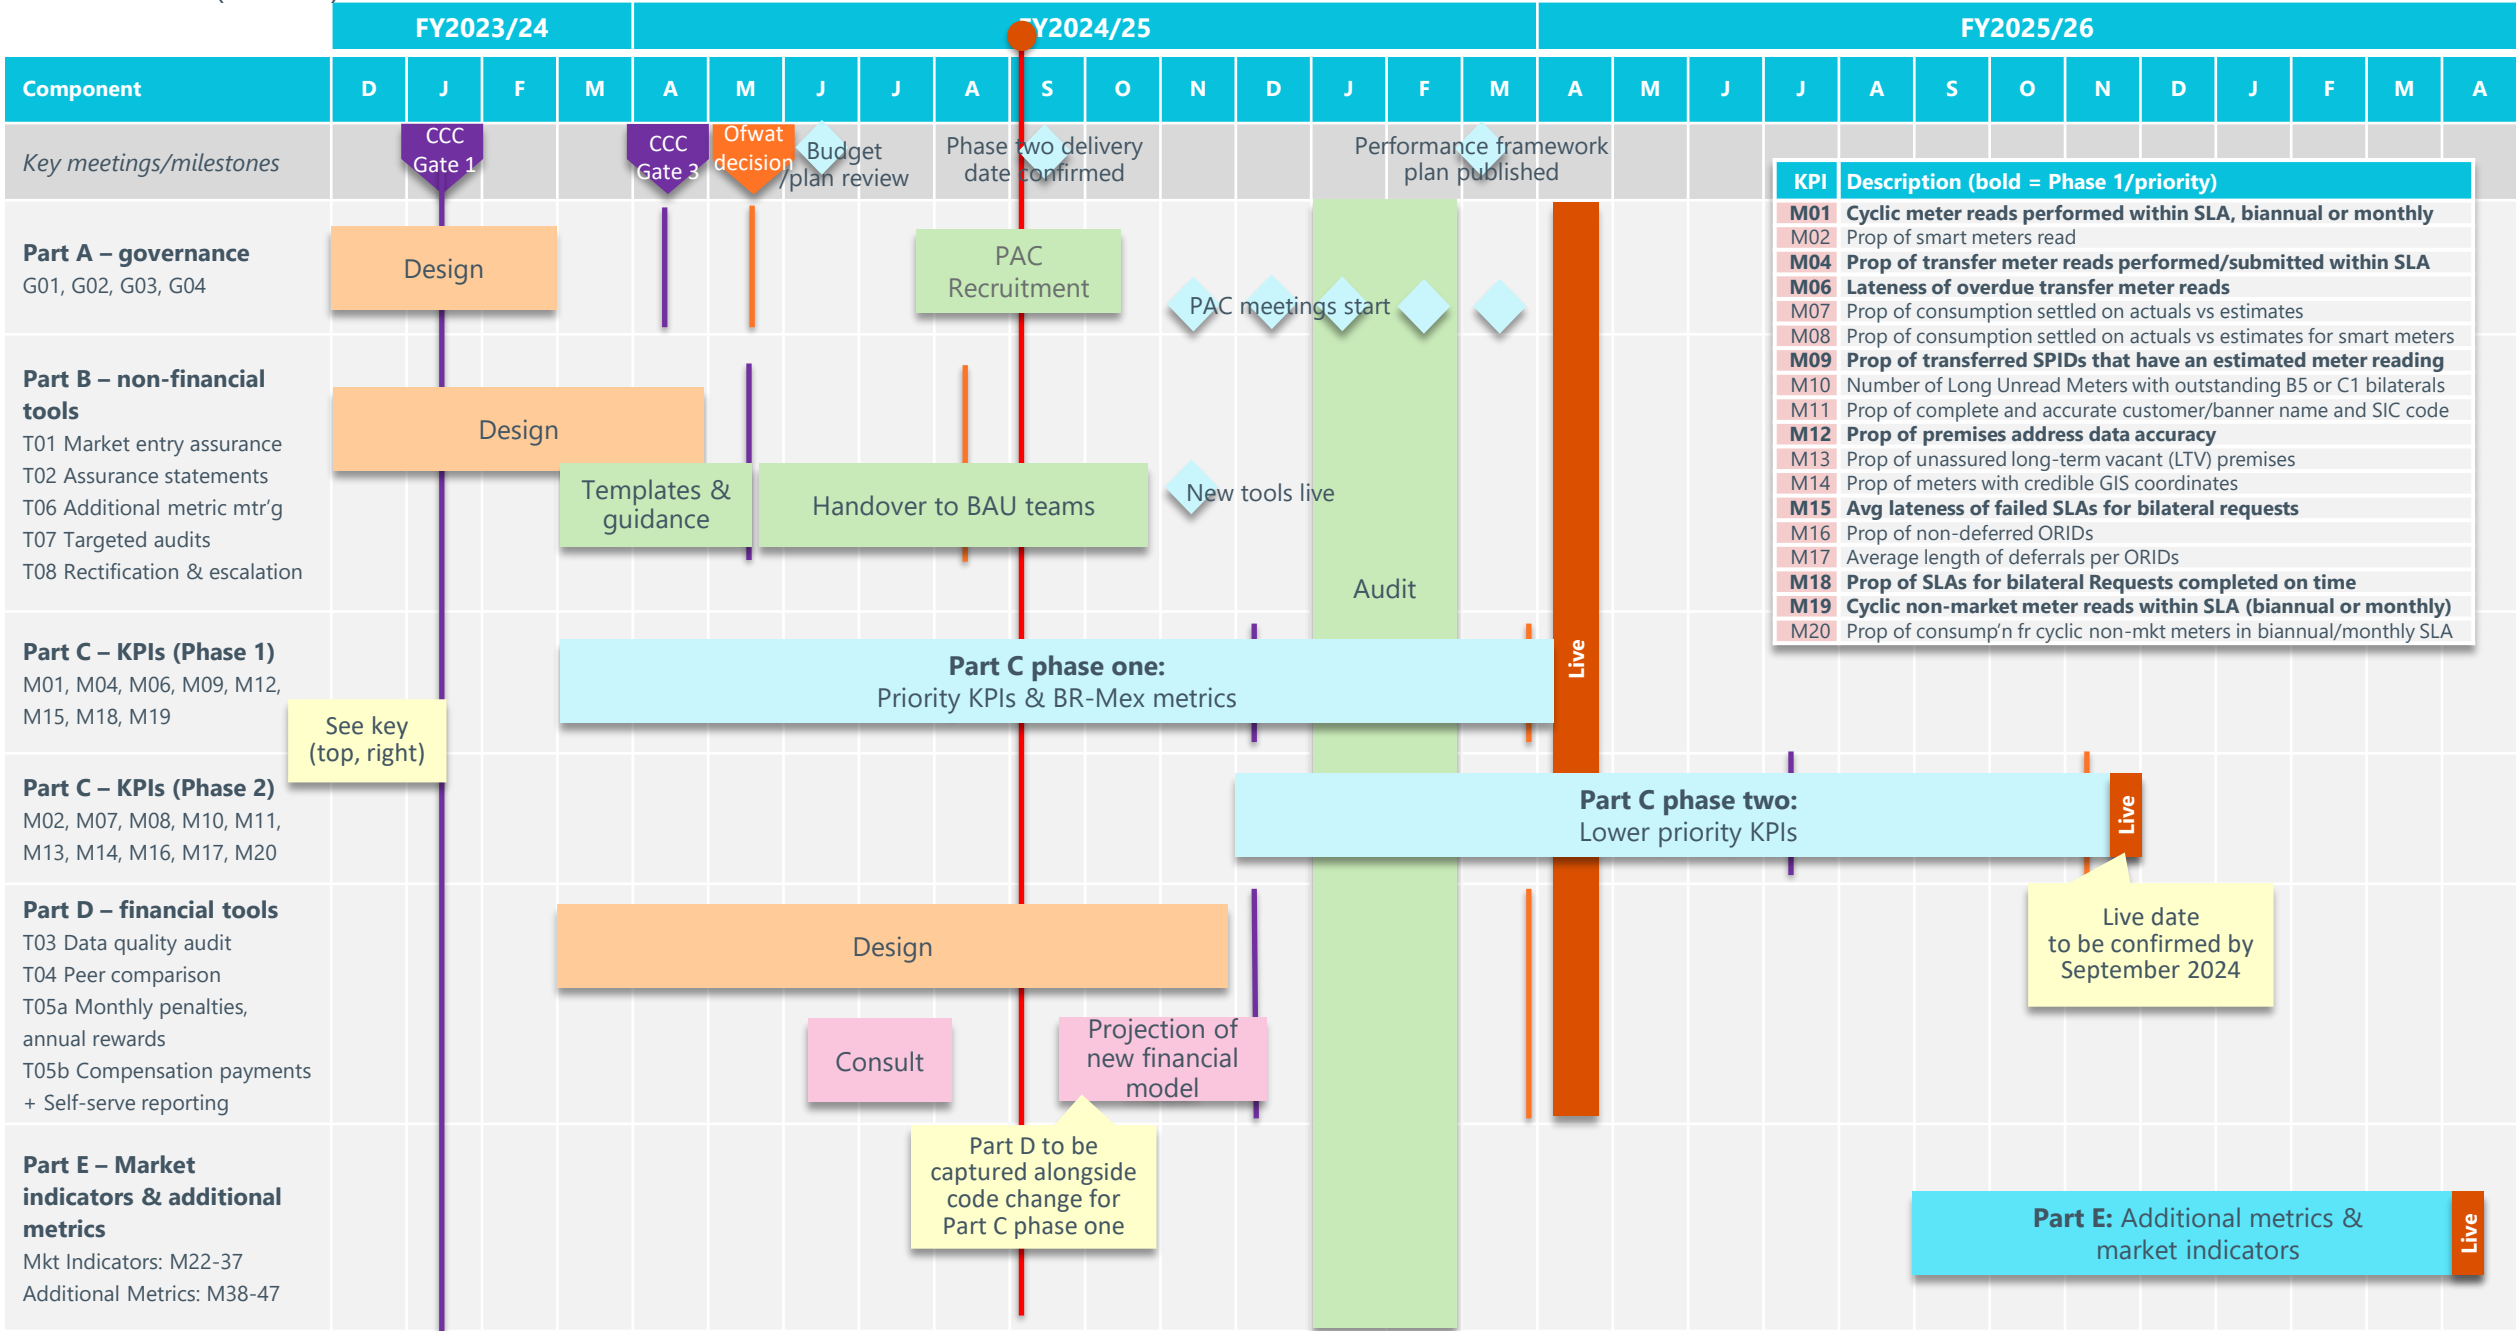 FY2023/24
FY2024/25
FY2025/26
Component
D
J
F
M
A
M
J
J
A
S
O
N
D
J
F
M
A
M
J
J
A
S
O
N
D
J
F
M
A
Key meetings/milestones
CCC
Gate 1
CCC
Gate 3
Ofwat
decision
Budget
/plan review
Phase two delivery
date confirmed
Performance framework
plan published
KPI Description (bold = Phase 1/priority)
M01 Cyclic meter reads performed within SLA, biannual or monthly
M02 Prop of smart meters read
M04 Prop of transfer meter reads performed/submitted within SLA
M06 Lateness of overdue transfer meter reads
M07 Prop of consumption settled on actuals vs estimates
M08 Prop of consumption settled on actuals vs estimates for smart meters
M09 Prop of transferred SPIDs that have an estimated meter reading
M10 Number of Long Unread Meters with outstanding B5 or C1 bilaterals
M11 Prop of complete and accurate customer/banner name and SIC code
M12 Prop of premises address data accuracy
M13 Prop of unassured long-term vacant (LTV) premises
M14 Prop of meters with credible GIS coordinates
M15 Avg lateness of failed SLAs for bilateral requests
M16 Prop of non-deferred ORIDs
M17 Average length of deferrals per ORIDs
M18 Prop of SLAs for bilateral Requests completed on time
M19 Cyclic non-market meter reads within SLA (biannual or monthly)
M20 Prop of consump'n fr cyclic non-mkt meters in biannual/monthly SLA
Part A – governance
G01, G02, G03, G04
Design
PAC
Recruitment
PAC meetings start
Part B – non-financial
tools
T01 Market entry assurance
T02 Assurance statements
T06 Additional metric mtr'g
T07 Targeted audits
T08 Rectification & escalation
Design
Templates &
guidance
Handover to BAU teams
New tools live
Audit
Live
Part C – KPIs (Phase 1)
M01, M04, M06, M09, M12,
M15, M18, M19
Part C phase one:
Priority KPIs & BR-Mex metrics
See key
(top, right)
Part C – KPIs (Phase 2)
M02, M07, M08, M10, M11,
M13, M14, M16, M17, M20
Part C phase two:
Lower priority KPIs
Live
Live date
to be confirmed by
September 2024
Part D – financial tools
T03 Data quality audit
T04 Peer comparison
T05a Monthly penalties,
annual rewards
T05b Compensation payments
+ Self-serve reporting
Design
Consult
Projection of
new financial
model
Part D to be
captured alongside
code change for
Part C phase one
Part E – Market
indicators & additional
metrics
Mkt Indicators: M22-37
Additional Metrics: M38-47
Part E: Additional metrics &
market indicators
Live